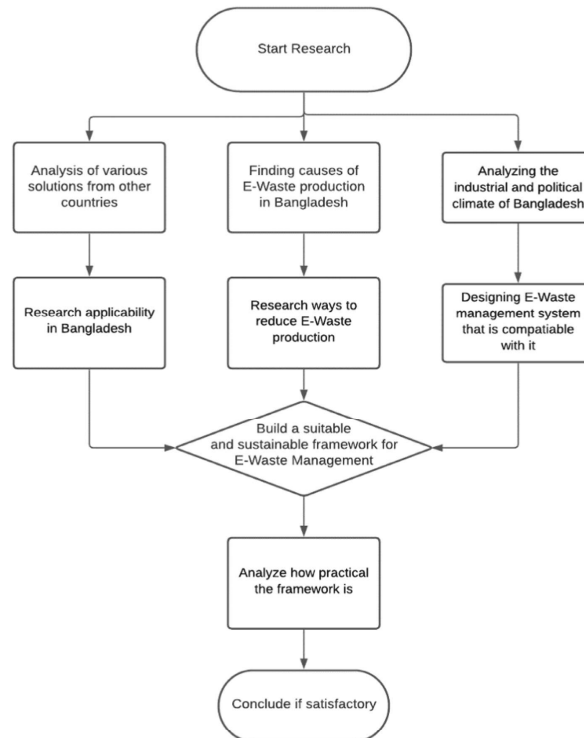 Start Research
Analysis of various
solutions from other
countries
Finding causes of
E-Waste production
in Bangladesh
Analyzing the
industrial and political
climate of Bangladesh
Research applicability
in Bangladesh
Research ways to
reduce E-Waste
production
Designing E-Waste
management system
that is compatiable
with it
Build a suitable
and sustainable framework for
E-Waste Management
Analyze how practical
the framework is
Conclude if satisfactory